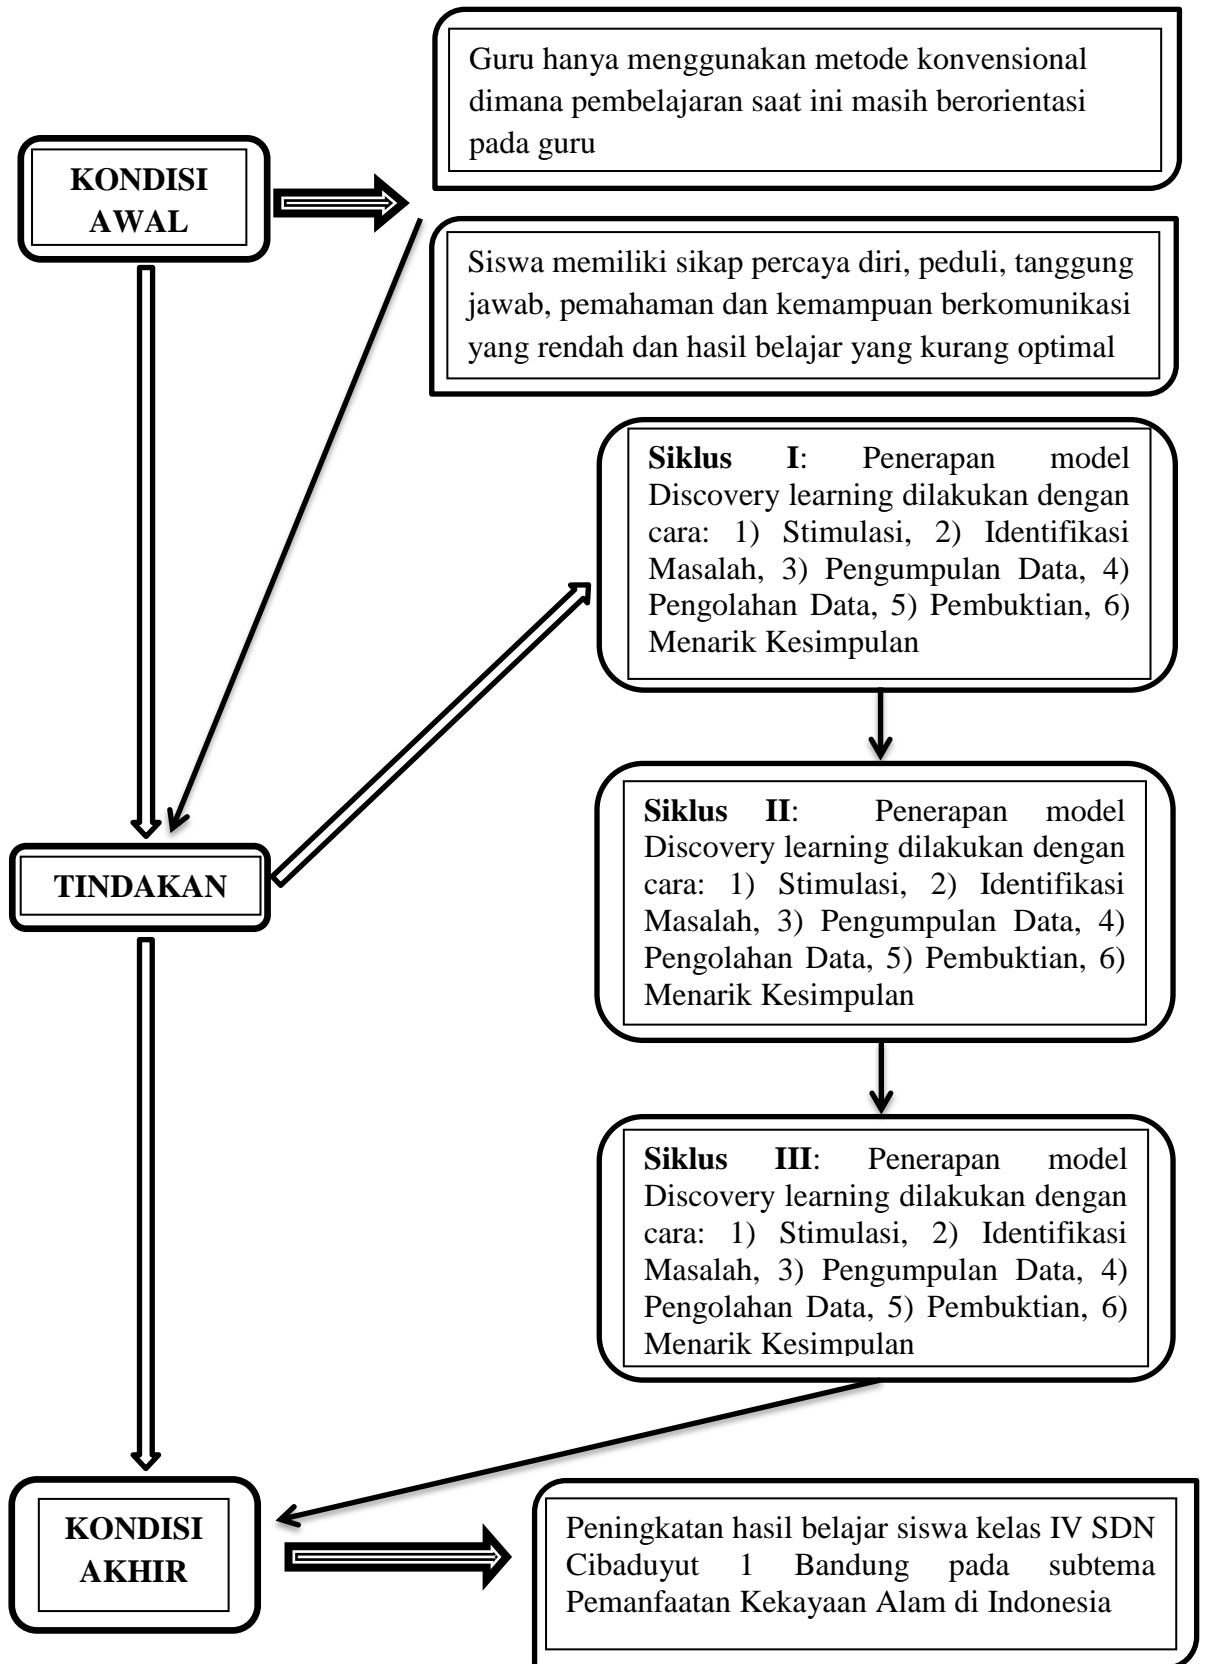 Guru hanya menggunakan metode konvensional
dimana pembelajaran saat ini masih berorientasi
pada guru
KONDISI
AWAL
Siswa memiliki sikap percaya diri, peduli, tanggung
jawab, pemahaman dan kemampuan berkomunikasi
yang rendah dan hasil belajar yang kurang optimal
Siklus I: Penerapan model
Discovery learning dilakukan dengan
cara: 1) Stimulasi, 2) Identifikasi
Masalah, 3) Pengumpulan Data, 4)
Pengolahan Data, 5) Pembuktian, 6)
Menarik Kesimpulan
TINDAKAN
Siklus II: Penerapan model
Discovery learning dilakukan dengan
cara: 1) Stimulasi, 2) Identifikasi
Masalah, 3) Pengumpulan Data, 4)
Pengolahan Data, 5) Pembuktian, 6)
Menarik Kesimpulan
Siklus III: Penerapan model
Discovery learning dilakukan dengan
cara: 1) Stimulasi, 2) Identifikasi
Masalah, 3) Pengumpulan Data, 4)
Pengolahan Data, 5) Pembuktian, 6)
Menarik Kesimpulan
KONDISI
AKHIR
Peningkatan hasil belajar siswa kelas IV SDN
Cibaduyut 1 Bandung pada subtema
Pemanfaatan Kekayaan Alam di Indonesia